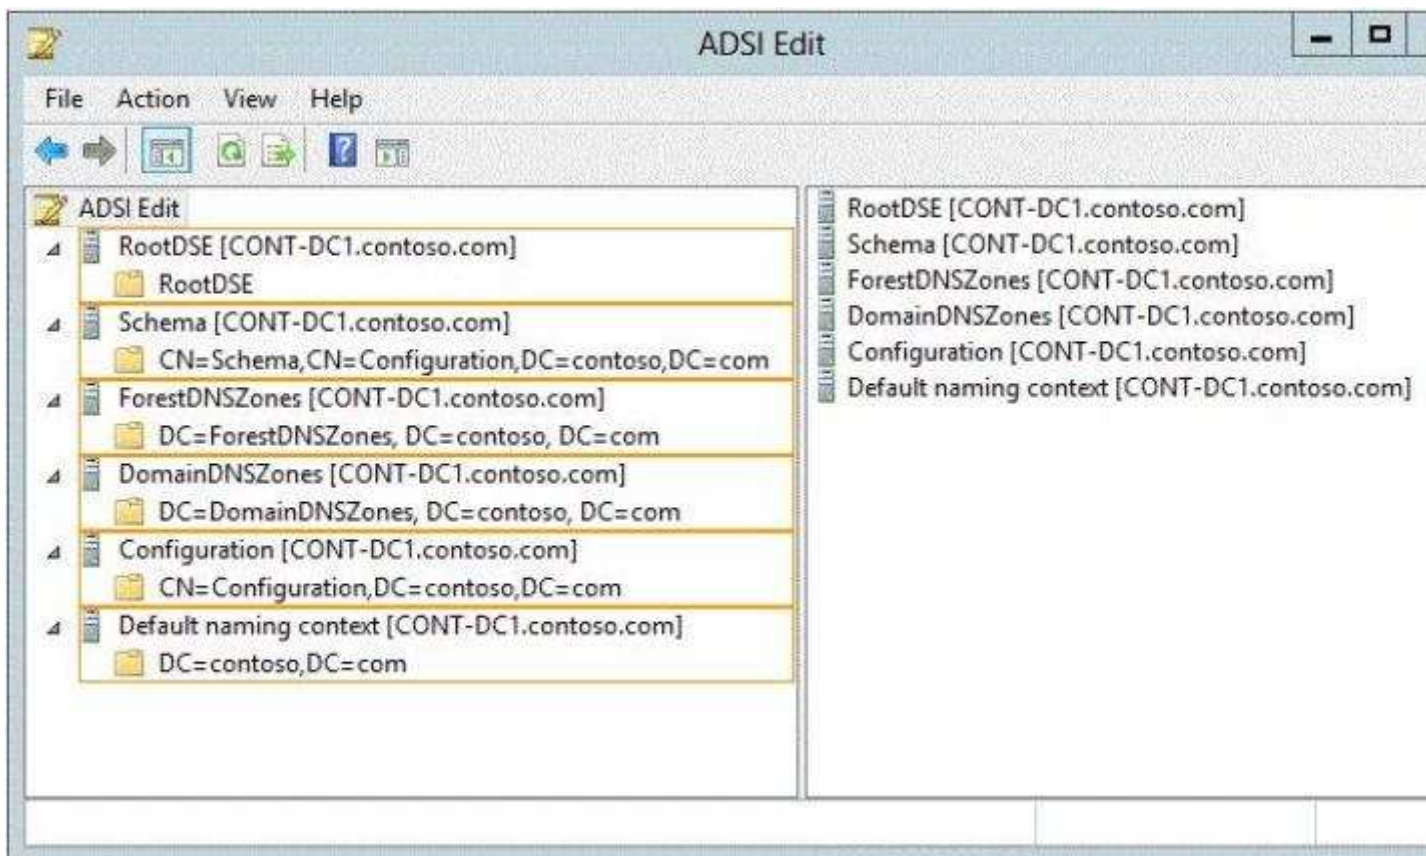 ADSI Edit
File Action View Help
ADSI Edit
RootDSE [CONT-DC1.contoso.com]
RootDSE
Schema [CONT-DC1.contoso.com]
CN=Schema,CN=Configuration,DC=contoso,DC=com
ForestDNSZones [CONT-DC1.contoso.com]
DC=ForestDNSZones, DC=contoso, DC=com
DomainDNSZones [CONT-DC1.contoso.com]
DC=DomainDNSZones, DC=contoso, DC=com
Configuration [CONT-DC1.contoso.com]
CN=Configuration,DC=contoso,DC=com
Default naming context [CONT-DC1.contoso.com]
DC=contoso,DC=com
RootDSE [CONT-DC1.contoso.com]
Schema [CONT-DC1.contoso.com]
ForestDNSZones [CONT-DC1.contoso.com]
DomainDNSZones [CONT-DC1.contoso.com]
Configuration [CONT-DC1.contoso.com]
Default naming context [CONT-DC1.contoso.com]